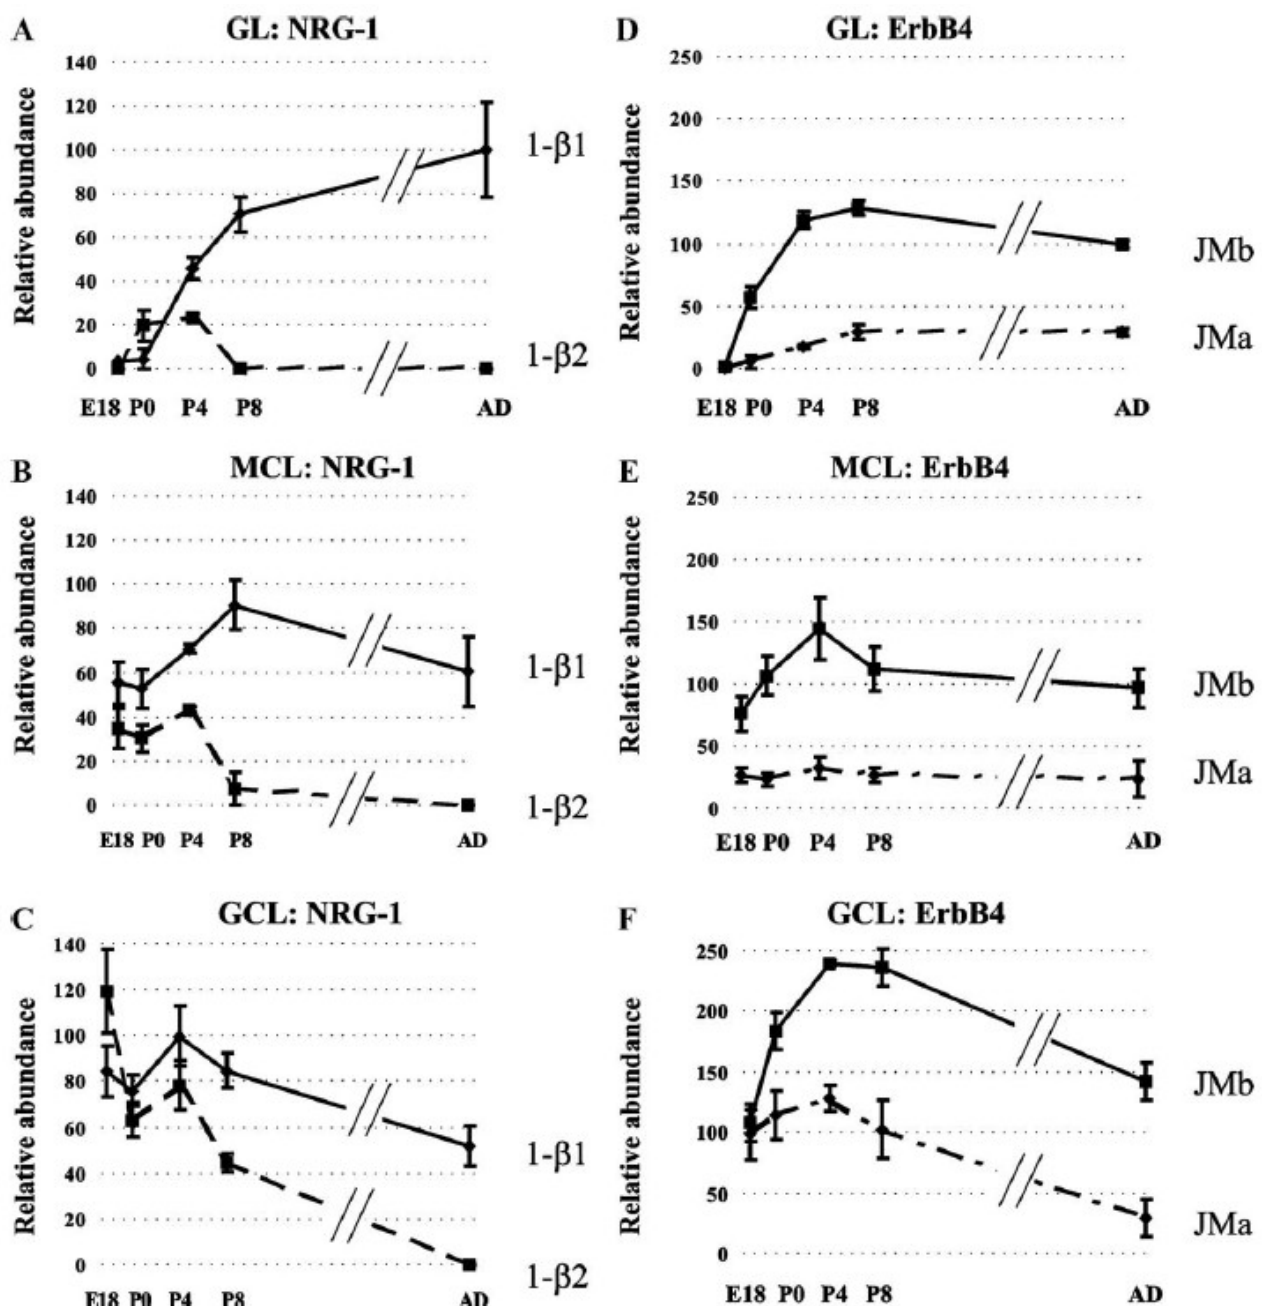 A
GL: NRG-1
Relative abundance
140
120
100
80
60
40
20
0
E18 P0 P4 P8 AD
1-β1
1-β2
D
GL: ErbB4
Relative abundance
250
200
150
100
50
0
E18 P0 P4 P8 AD
JMb
JMa
B
MCL: NRG-1
Relative abundance
140
120
100
80
60
40
20
0
E18 P0 P4 P8 AD
1-β1
1-β2
E
MCL: ErbB4
Relative abundance
250
200
150
100
50
0
E18 P0 P4 P8 AD
JMb
JMa
C
GCL: NRG-1
Relative abundance
140
120
100
80
60
40
20
0
E18 P0 P4 P8 AD
1-β1
1-β2
F
GCL: ErbB4
Relative abundance
250
200
150
100
50
0
E18 P0 P4 P8 AD
JMb
JMa